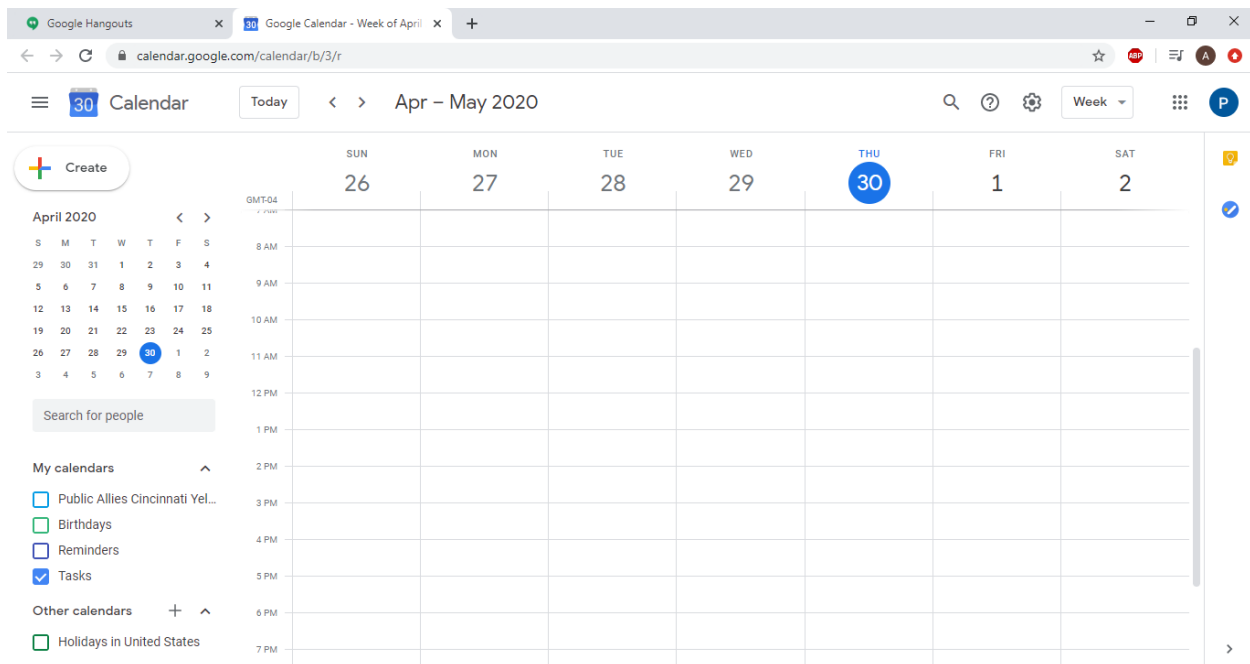 Google Hangouts
30 Google Calendar - Week of April
calendar.google.com/calendar/b/3/r
ABP
A
30 Calendar
Today
Apr – May 2020
Week
P
Create
SUN MON TUE WED THU FRI SAT
26 27 28 29 30 1 2
GMT-04
April 2020
S M T W T F S
29 30 31 1 2 3 4
5 6 7 8 9 10 11
12 13 14 15 16 17 18
19 20 21 22 23 24 25
26 27 28 29 30 1 2
3 4 5 6 7 8 9
Search for people
My calendars
Public Allies Cincinnati Yel...
Birthdays
Reminders
Tasks
Other calendars
Holidays in United States
8 AM
9 AM
10 AM
11 AM
12 PM
1 PM
2 PM
3 PM
4 PM
5 PM
6 PM
7 PM